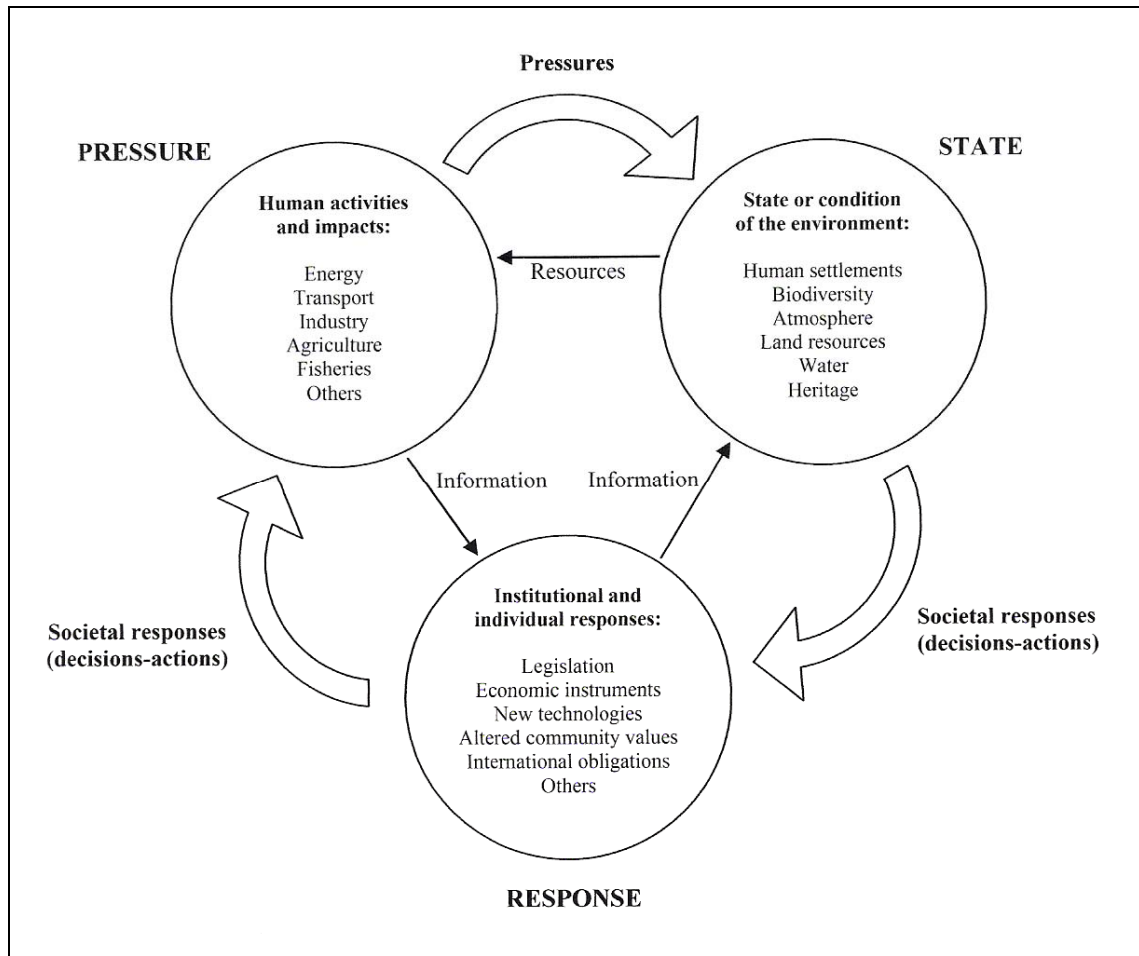 Pressures
PRESSURE
STATE
Human activities
and impacts:
Energy
Transport
Industry
Agriculture
Fisheries
Others
State or condition
of the environment:
Human settlements
Biodiversity
Atmosphere
Land resources
Water
Heritage
Resources
Information
Information
Societal responses
(decisions-actions)
Institutional and
individual responses:
Legislation
Economic instruments
New technologies
Altered community values
International obligations
Others
Societal responses
(decisions-actions)
RESPONSE